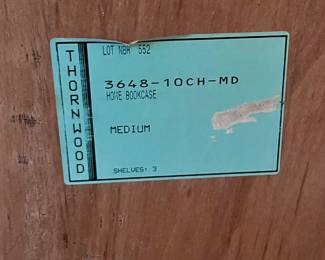 THORNWOOD
LOT NBR 552
3648-10CH-MD
HOME BOOKCASE
MEDIUM
SHELVES: 3